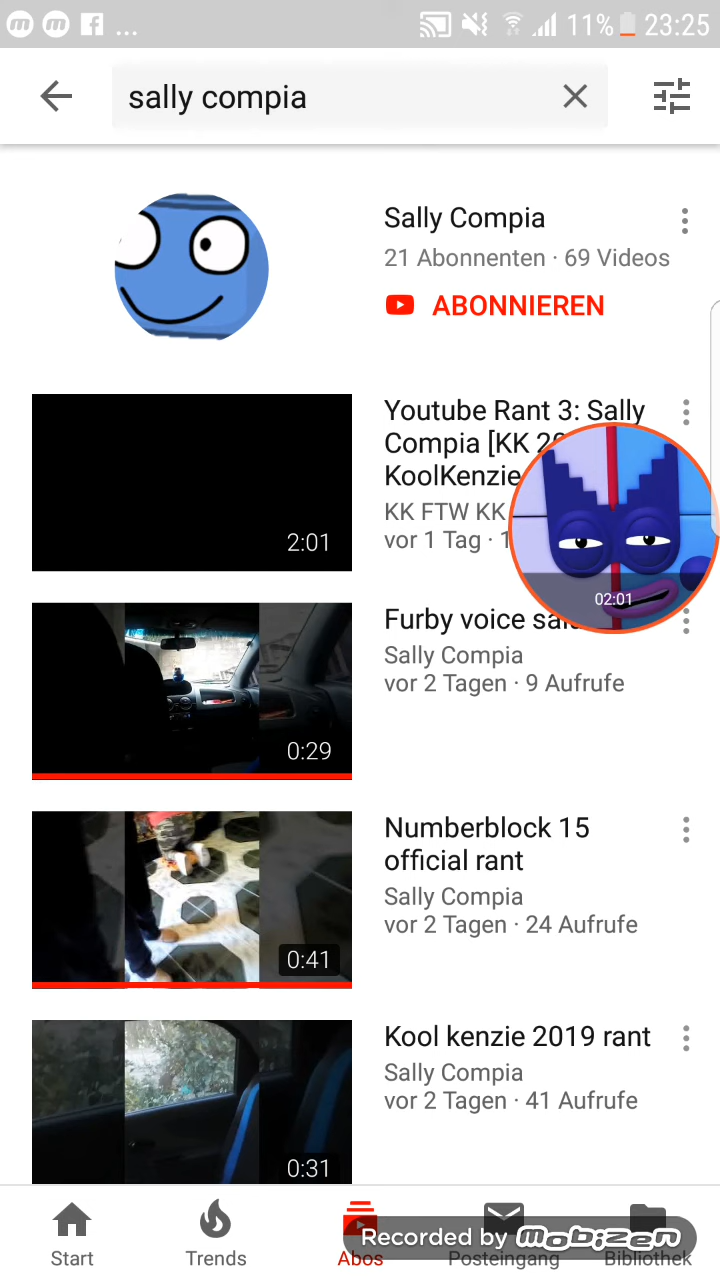 11% 23:25
sally compia
Sally Compia
21 Abonnenten · 69 Videos
ABONNIEREN
Youtube Rant 3: Sally
Compia [KK 20
KoolKenzie
KK FTW KK
vor 1 Tag · 1
2:01
02:01
Furby voice
Sally Compia
vor 2 Tagen · 9 Aufrufe
0:29
Numberblock 15
official rant
Sally Compia
vor 2 Tagen · 24 Aufrufe
0:41
Kool kenzie 2019 rant
Sally Compia
vor 2 Tagen · 41 Aufrufe
0:31
Recorded by mobizen
Start Trends Abos Posteingang Bibliothek